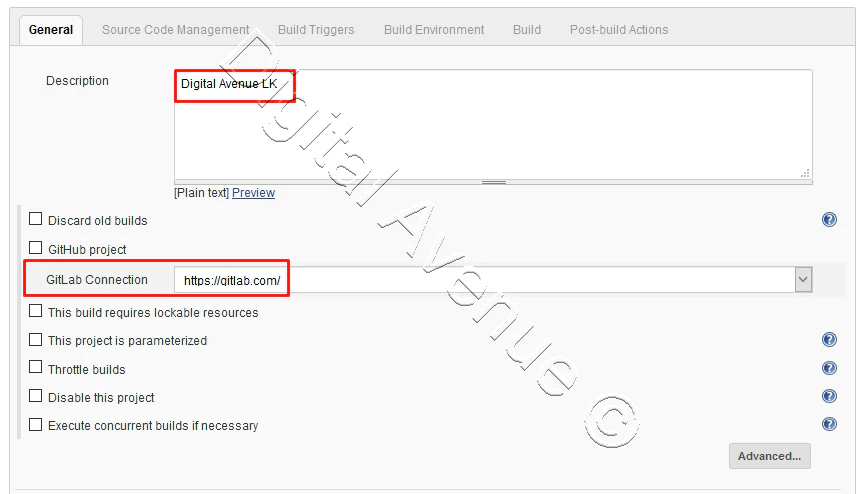 General Source Code Management Build Triggers Build Environment Build Post-build Actions
Description Digital Avenue LK
[Plain text] Preview
Discard old builds
GitHub project
GitLab Connection https://gitlab.com/
This build requires lockable resources
This project is parameterized
Throttle builds
Disable this project
Execute concurrent builds if necessary
Advanced...
Digital Avenue ©